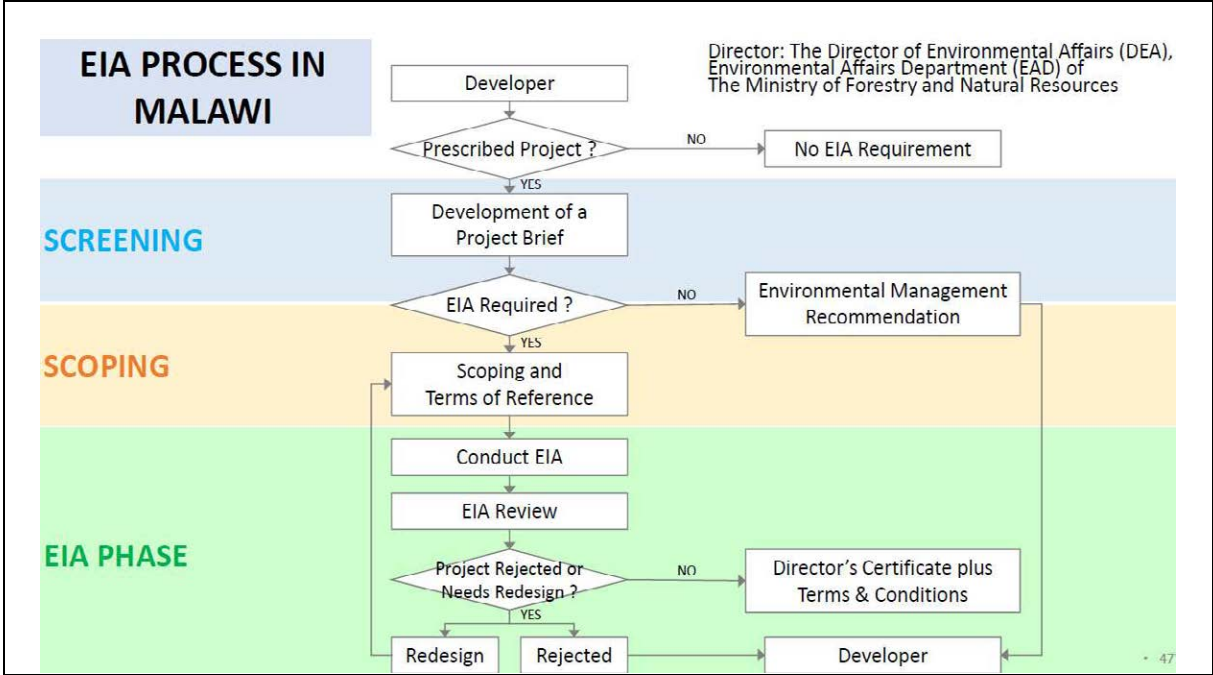 EIA PROCESS IN
MALAWI
Director: The Director of Environmental Affairs (DEA),
Environmental Affairs Department (EAD) of
The Ministry of Forestry and Natural Resources
Developer
Prescribed Project ?
NO
No EIA Requirement
YES
SCREENING
Development of a
Project Brief
EIA Required ?
NO
Environmental Management
Recommendation
YES
SCOPING
Scoping and
Terms of Reference
EIA PHASE
Conduct EIA
EIA Review
Project Rejected or
Needs Redesign ?
NO
Director’s Certificate plus
Terms & Conditions
YES
Redesign
Rejected
Developer
• 47